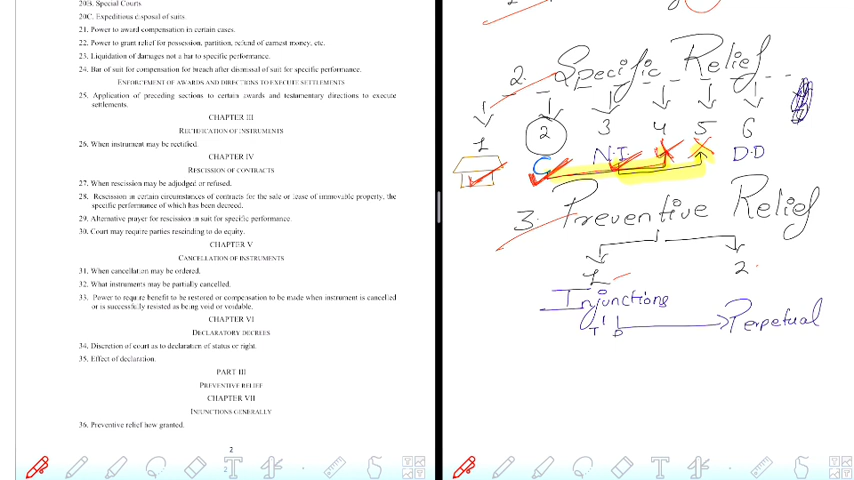 20B. Special Courts
20C. Expeditious disposal of suits
21. Power to award compensation in certain cases.
22. Power to grant relief for possession, partition, refund of earnest money, etc.
23. Liquidation of damages not a bar to specific performance.
24. Bar of suit for compensation for breach after dismissal of suit for specific performance.
ENFORCEMENT OF AWARDS AND DIRECTIONS TO EXECUTE SETTLEMENTS
25. Application of preceding sections to certain awards and testamentary directions to execute
settlements.
CHAPTER III
RECTIFICATION OF INSTRUMENTS
26. When instrument may be rectified.
CHAPTER IV
RESCISSION OF CONTRACTS
27. When rescission may be adjudged or refused.
28. Rescission in certain circumstances of contracts for the sale or lease of immovable property, the
specific performance of which has been decreed.
29. Alternative prayer for rescission in suit for specific performance.
30. Court may require parties rescinding to do equity.
CHAPTER V
CANCELLATION OF INSTRUMENTS
31. When cancellation may be ordered.
32. What instruments may be partially cancelled.
33. Power to require benefit to be restored or compensation to be made when instrument is cancelled
or is successfully resisted as being void or voidable.
CHAPTER VI
DECLARATORY DECREES
34. Discretion of court as to declaration of status or right.
35. Effect of declaration.
PART III
PREVENTIVE RELIEF
CHAPTER VII
INJUNCTIONS GENERALLY
36. Preventive relief how granted.
2
2. Specific Relief
1 2 3 4 5 6
C N.I. D.D
3. Preventive Relief
1 2.
Injunctions
T P Perpetual